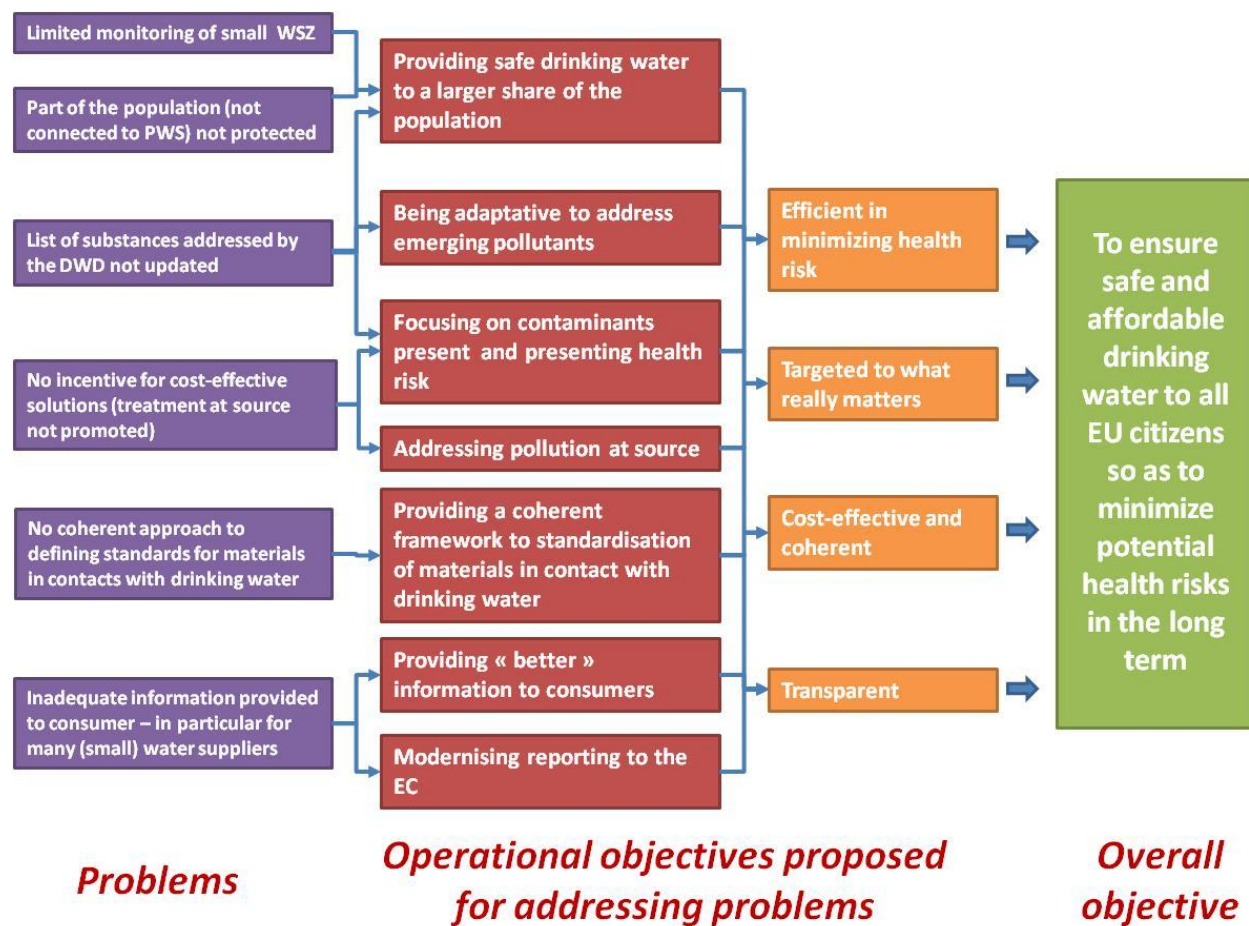 Limited monitoring of small WSZ
Part of the population (not
connected to PWS) not protected
List of substances addressed by
the DWD not updated
No incentive for cost-effective
solutions (treatment at source
not promoted)
No coherent approach to
defining standards for materials
in contacts with drinking water
Inadequate information provided
to consumer – in particular for
many (small) water suppliers
Providing safe drinking water
to a larger share of the
population
Being adaptative to address
emerging pollutants
Focusing on contaminants
present and presenting health
risk
Addressing pollution at source
Providing a coherent
framework to standardisation
of materials in contact with
drinking water
Providing « better »
information to consumers
Modernising reporting to the
EC
Efficient in
minimizing health
risk
Targeted to what
really matters
Cost-effective and
coherent
Transparent
To ensure
safe and
affordable
drinking
water to all
EU citizens
so as to
minimize
potential
health risks
in the long
term
Problems
Operational objectives proposed
for addressing problems
Overall
objective